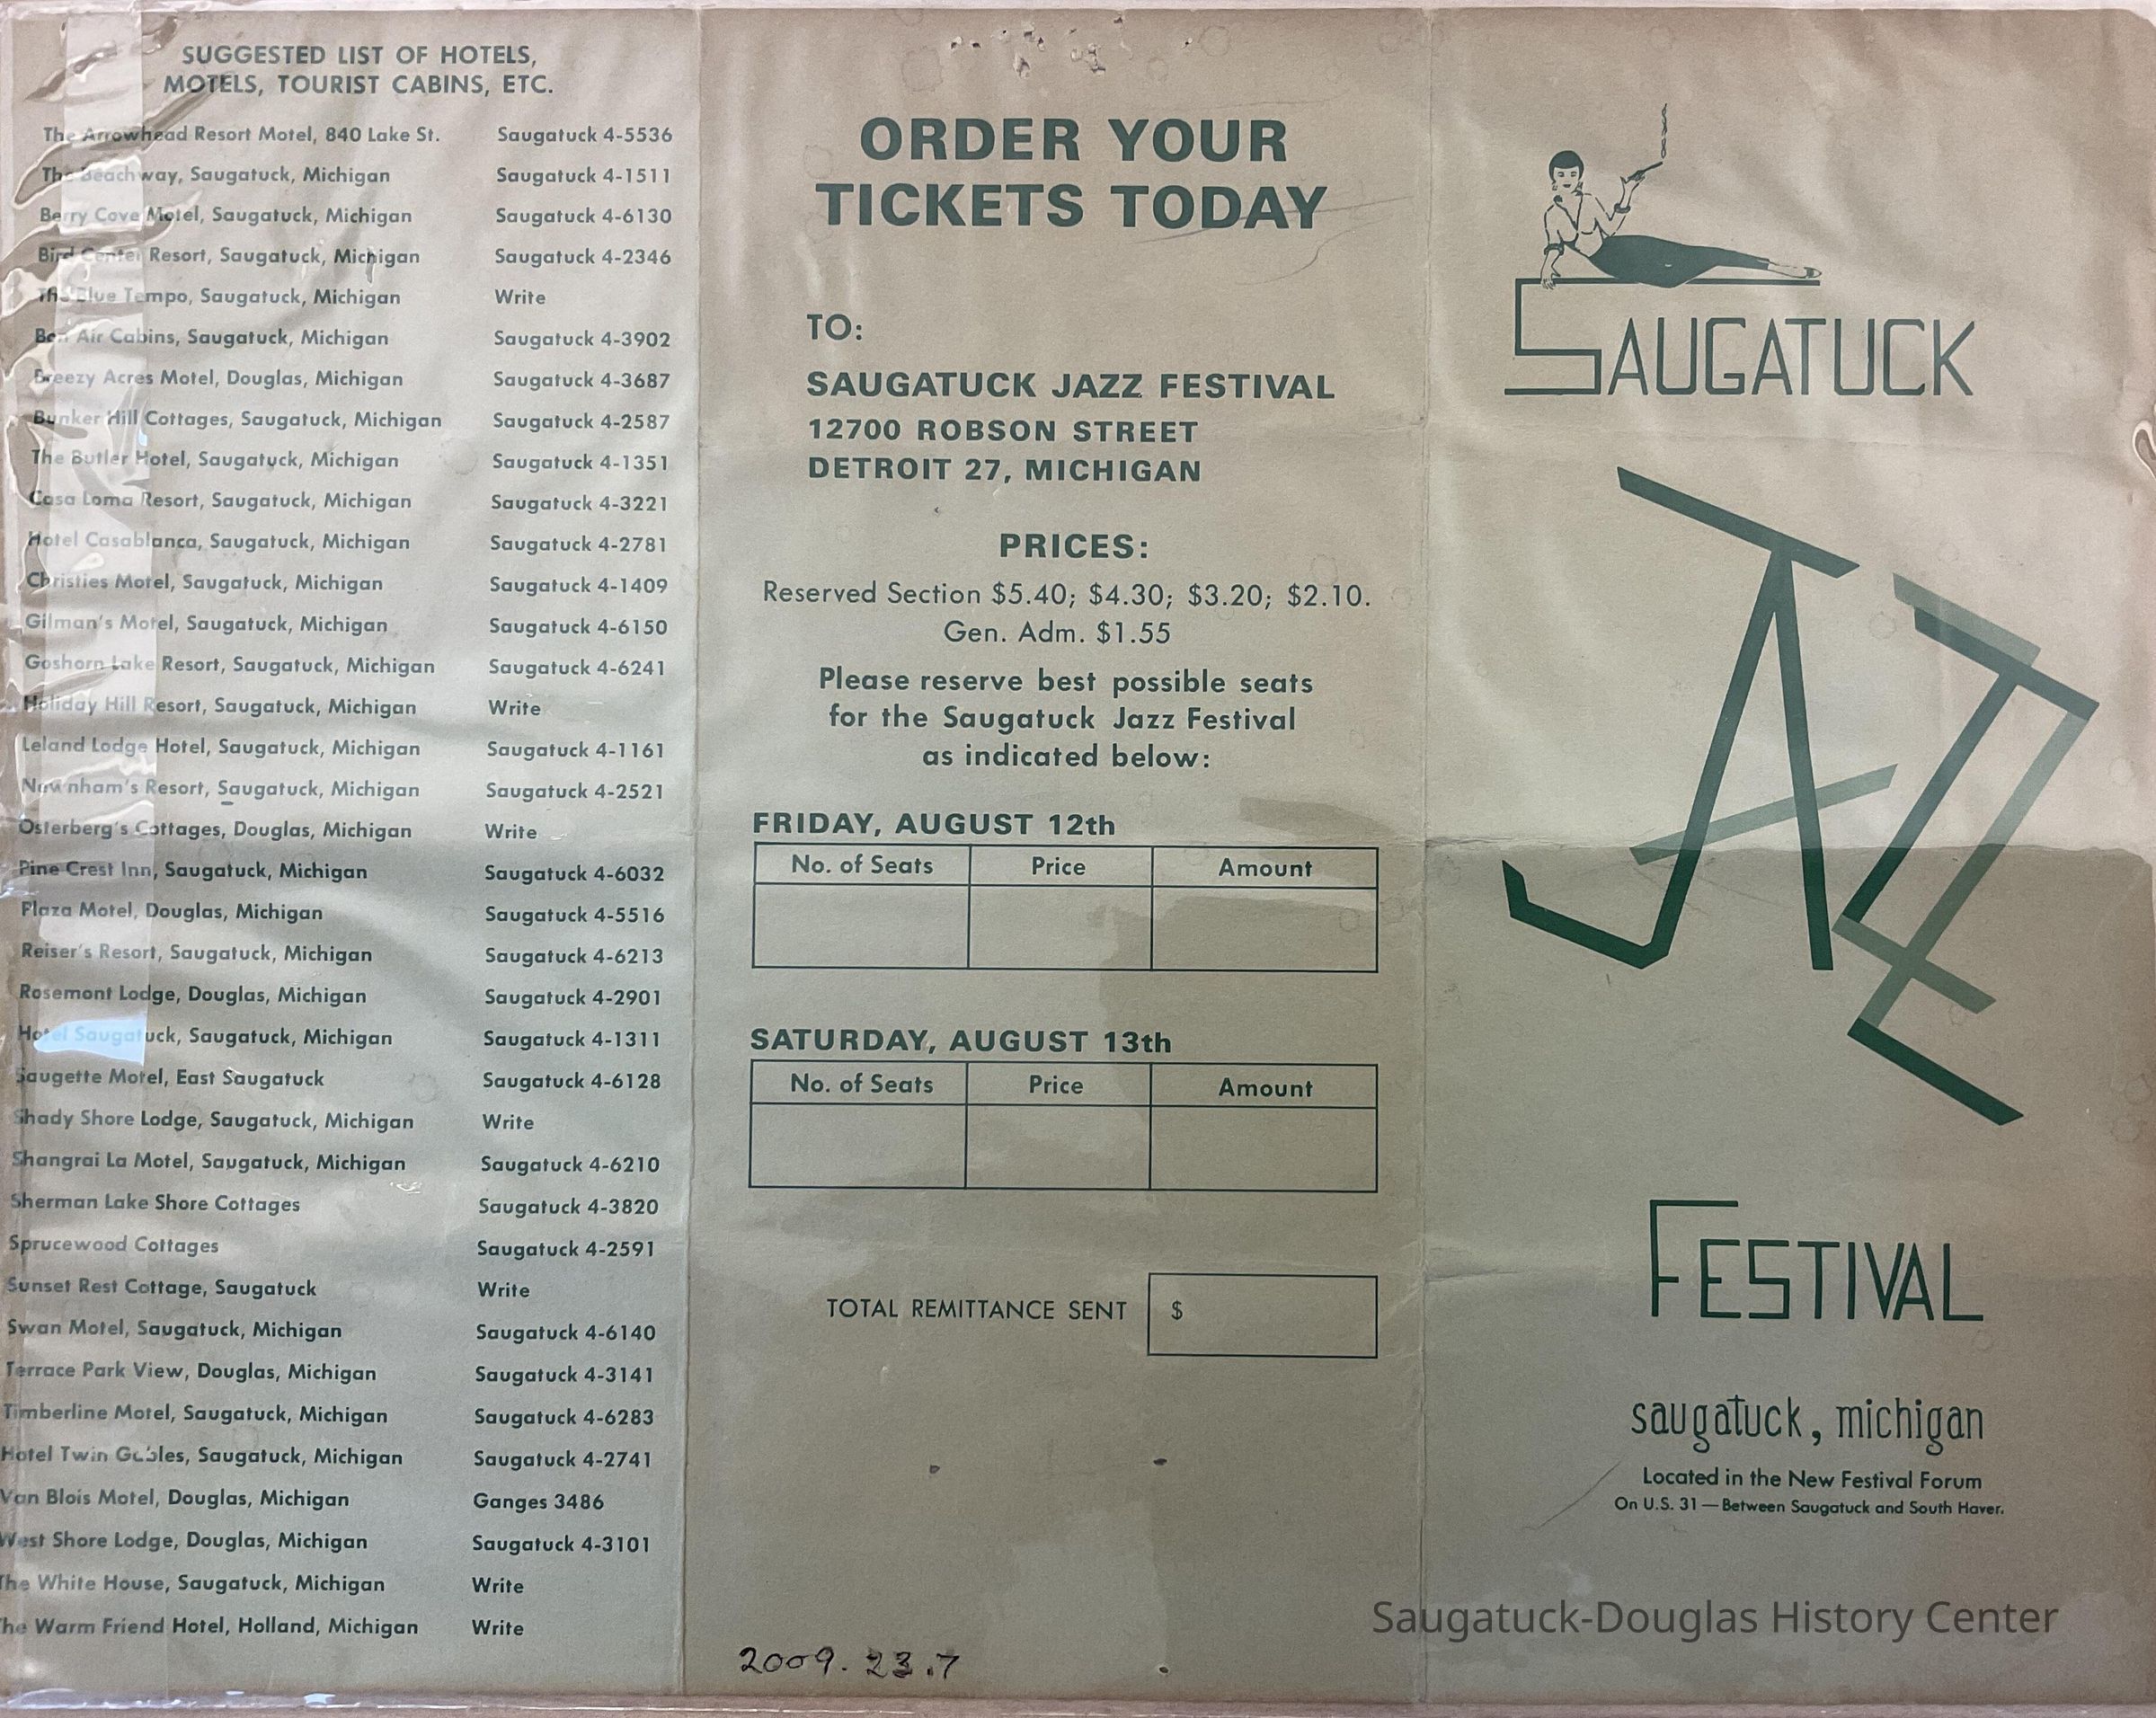 SUGGESTED LIST OF HOTELS,
MOTELS, TOURIST CABINS, ETC.
The Arrowhead Resort Motel, 840 Lake St. Saugatuck 4-5536
The Beachway, Saugatuck, Michigan Saugatuck 4-1511
Berry Cove Motel, Saugatuck, Michigan Saugatuck 4-6130
Bird Center Resort, Saugatuck, Michigan Saugatuck 4-2346
The Blue Tempo, Saugatuck, Michigan Write
Bon Air Cabins, Saugatuck, Michigan Saugatuck 4-3902
Breezy Acres Motel, Douglas, Michigan Saugatuck 4-3687
Bunker Hill Cottages, Saugatuck, Michigan Saugatuck 4-2587
The Butler Hotel, Saugatuck, Michigan Saugatuck 4-1351
Casa Loma Resort, Saugatuck, Michigan Saugatuck 4-3221
Hotel Casablanca, Saugatuck, Michigan Saugatuck 4-2781
Christies Motel, Saugatuck, Michigan Saugatuck 4-1409
Gilman's Motel, Saugatuck, Michigan Saugatuck 4-6150
Goshorn Lake Resort, Saugatuck, Michigan Saugatuck 4-6241
Holiday Hill Resort, Saugatuck, Michigan Write
Leland Lodge Hotel, Saugatuck, Michigan Saugatuck 4-1161
Newnham's Resort, Saugatuck, Michigan Saugatuck 4-2521
Osterberg's Cottages, Douglas, Michigan Write
Pine Crest Inn, Saugatuck, Michigan Saugatuck 4-6032
Plaza Motel, Douglas, Michigan Saugatuck 4-5516
Reiser's Resort, Saugatuck, Michigan Saugatuck 4-6213
Rosemont Lodge, Douglas, Michigan Saugatuck 4-2901
Hotel Saugatuck, Saugatuck, Michigan Saugatuck 4-1311
Saugette Motel, East Saugatuck Saugatuck 4-6128
Shady Shore Lodge, Saugatuck, Michigan Write
Shangrai La Motel, Saugatuck, Michigan Saugatuck 4-6210
Sherman Lake Shore Cottages Saugatuck 4-3820
Sprucewood Cottages Saugatuck 4-2591
Sunset Rest Cottage, Saugatuck Write
Swan Motel, Saugatuck, Michigan Saugatuck 4-6140
Terrace Park View, Douglas, Michigan Saugatuck 4-3141
Timberline Motel, Saugatuck, Michigan Saugatuck 4-6283
Hotel Twin Gables, Saugatuck, Michigan Saugatuck 4-2741
Van Blois Motel, Douglas, Michigan Ganges 3486
West Shore Lodge, Douglas, Michigan Saugatuck 4-3101
The White House, Saugatuck, Michigan Write
The Warm Friend Hotel, Holland, Michigan Write
ORDER YOUR
TICKETS TODAY
TO:
SAUGATUCK JAZZ FESTIVAL
12700 ROBSON STREET
DETROIT 27, MICHIGAN
PRICES:
Reserved Section $5.40; $4.30; $3.20; $2.10.
Gen. Adm. $1.55
Please reserve best possible seats
for the Saugatuck Jazz Festival
as indicated below:
FRIDAY, AUGUST 12th
No. of Seats Price Amount
SATURDAY, AUGUST 13th
No. of Seats Price Amount
TOTAL REMITTANCE SENT $
2009.23.7
SAUGATUCK
JAZZ
FESTIVAL
saugatuck, michigan
Located in the New Festival Forum
On U.S. 31 — Between Saugatuck and South Haven.
Saugatuck-Douglas History Center